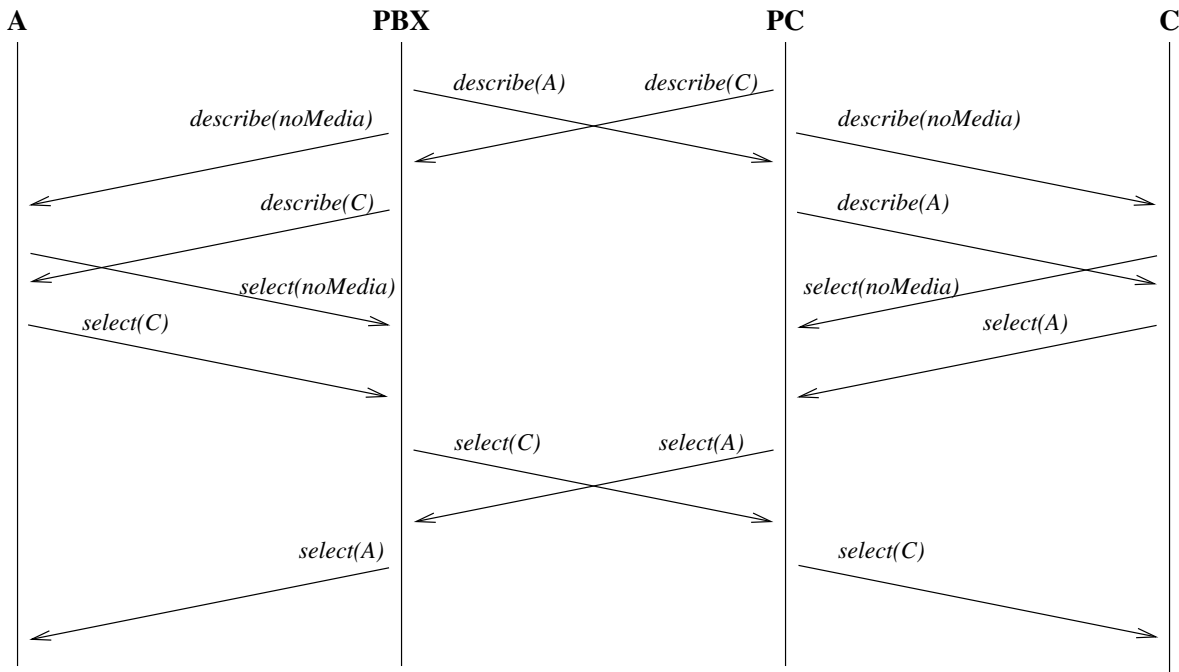 A PBX PC C
describe(A) describe(C)
describe(noMedia) describe(noMedia)
describe(C) describe(A)
select(noMedia) select(noMedia)
select(C) select(A)
select(C) select(A)
select(A) select(C)